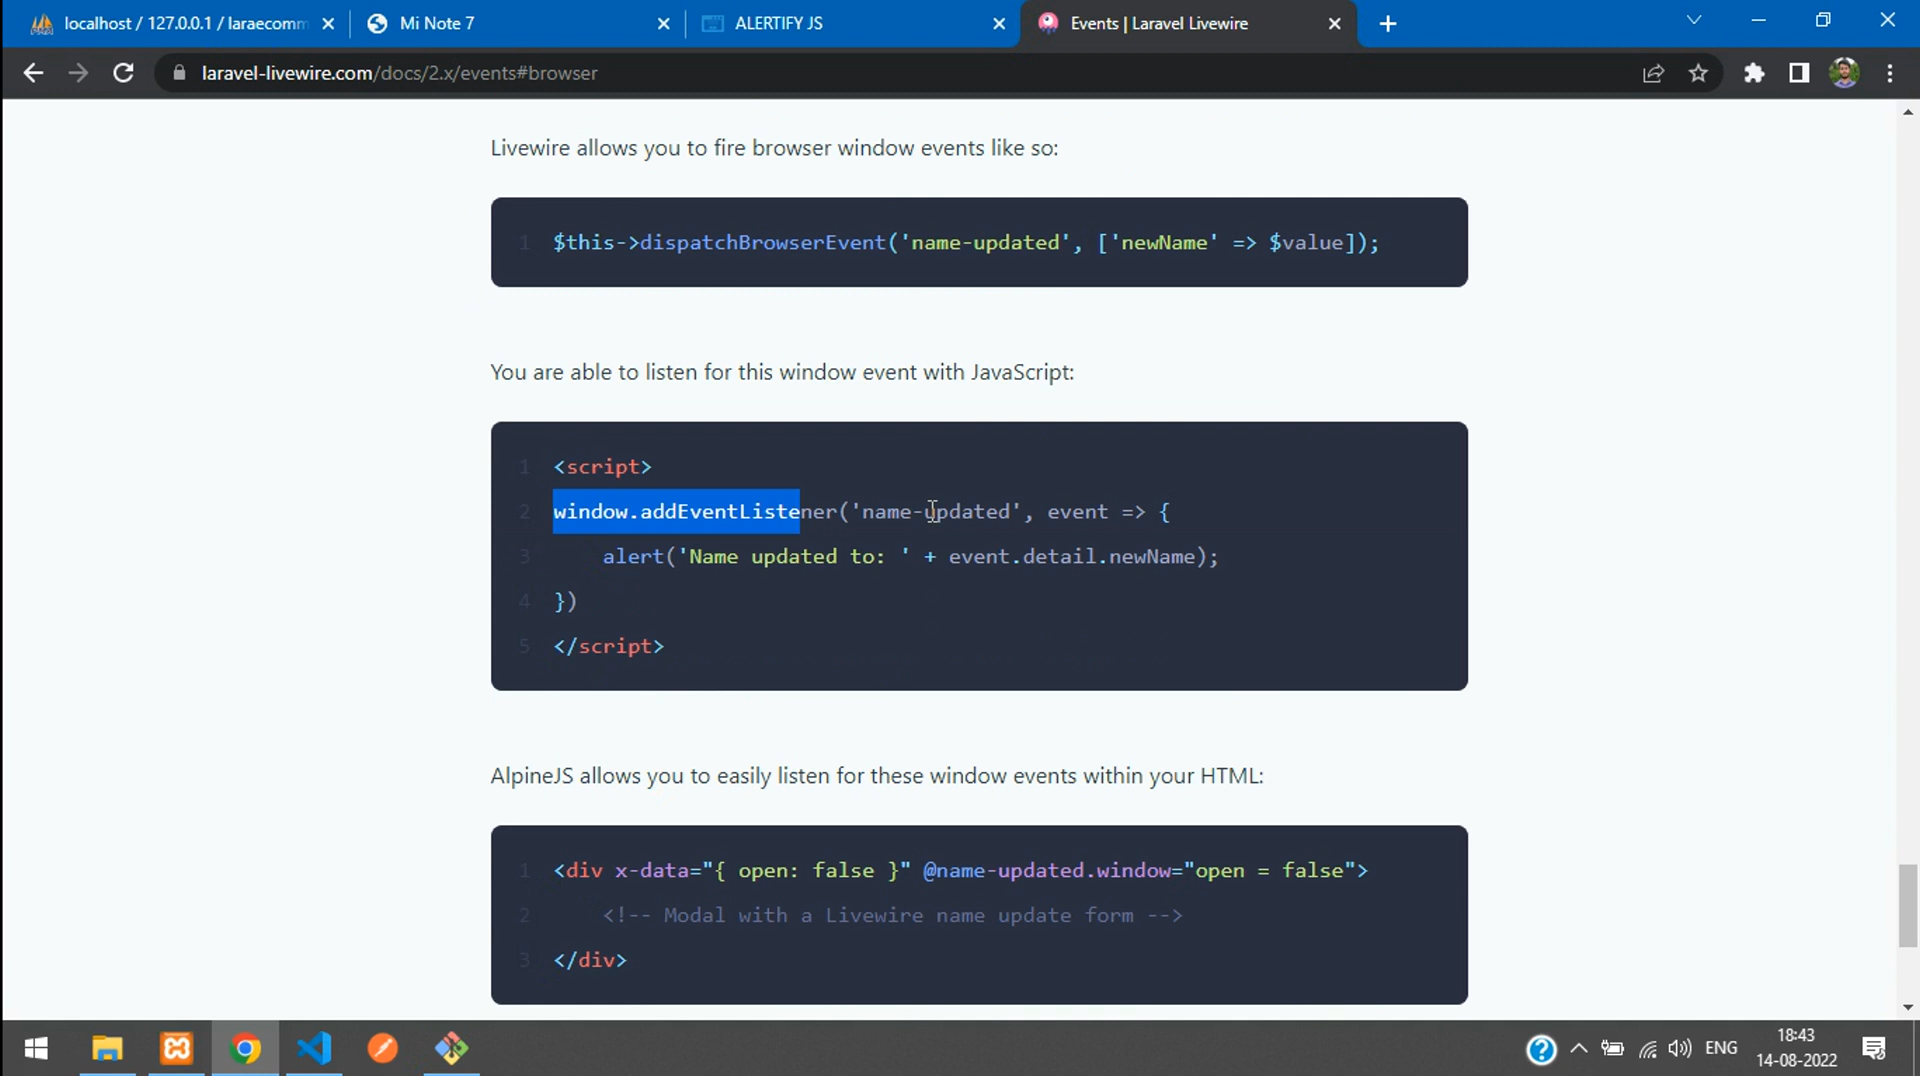 localhost / 127.0.0.1 / laraecomm
Mi Note 7
ALERTIFY JS
Events | Laravel Livewire
laravel-livewire.com/docs/2.x/events#browser
Livewire allows you to fire browser window events like so:
1 $this->dispatchBrowserEvent('name-updated', ['newName' => $value]);
You are able to listen for this window event with JavaScript:
1 <script>
2 window.addEventListener('name-updated', event => {
3 alert('Name updated to: ' + event.detail.newName);
4 })
5 </script>
AlpineJS allows you to easily listen for these window events within your HTML:
1 <div x-data="{ open: false }" @name-updated.window="open = false">
2 <!-- Modal with a Livewire name update form -->
3 </div>
ENG
18:43
14-08-2022